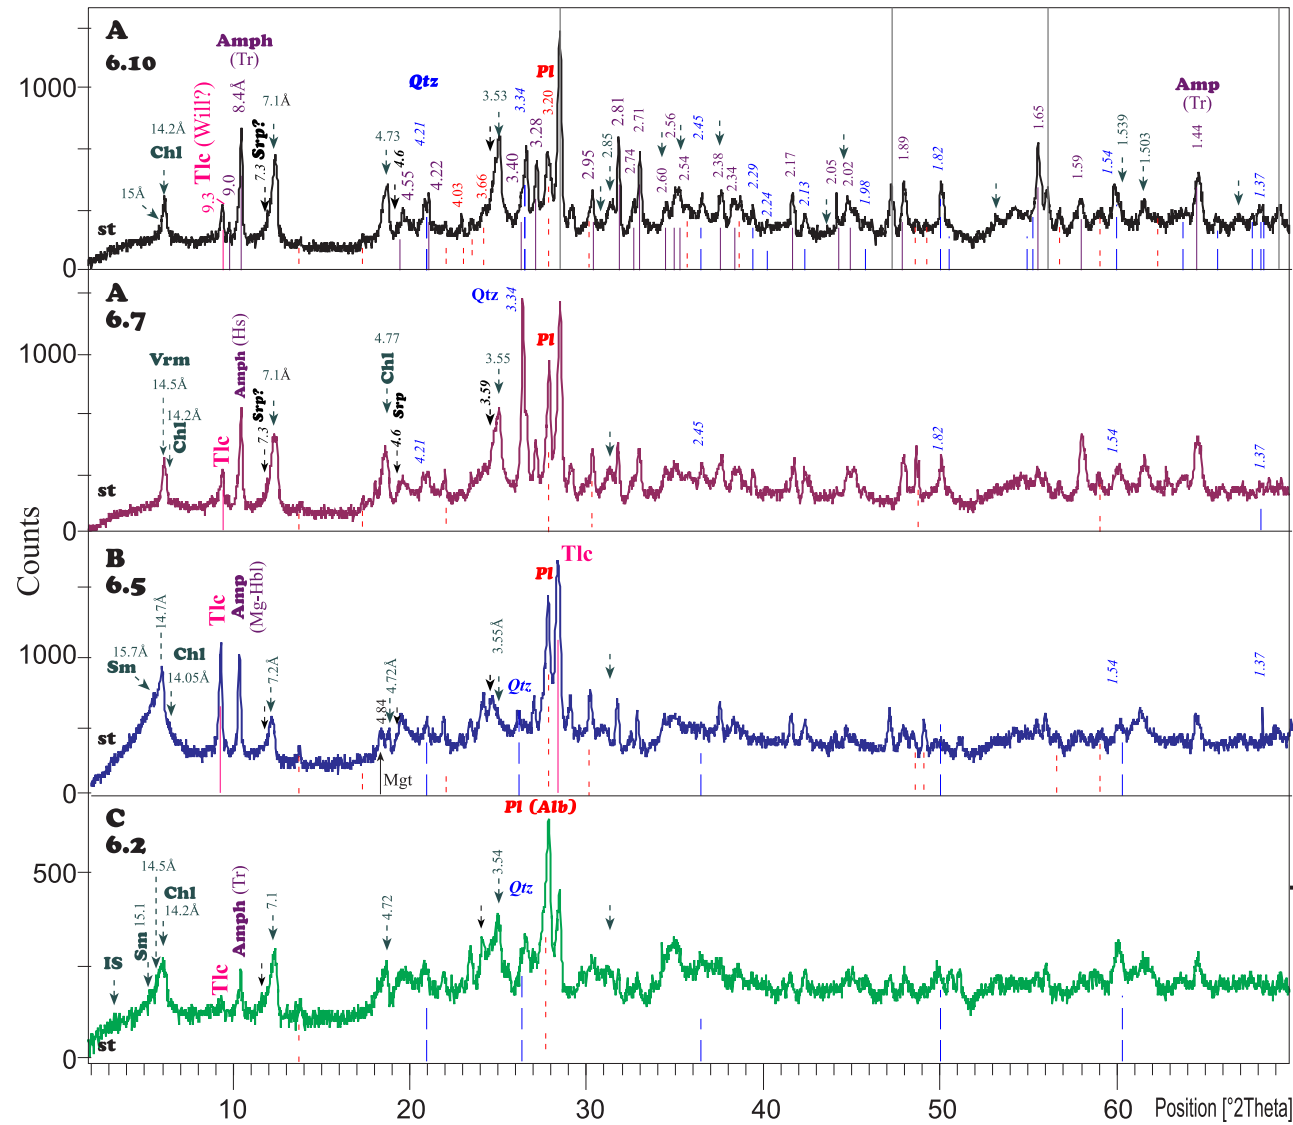 A
6.10
1000
0
st
15Å
14.2Å
Chl
9.3 Tlc (Will?)
9.0
Amph
(Tr)
8.4Å
7.3 Srp?
7.1Å
4.73
4.6
4.55
4.21
Qtz
4.22
4.03
3.66
3.53
3.40
3.34
3.28
Pl
3.20
2.95
2.85
2.81
2.74
2.71
2.60
2.56
2.54
2.45
2.38
2.34
2.29
2.24
2.17
2.13
2.05
2.02
1.98
1.89
1.82
1.65
1.59
1.54
1.539
1.503
Amp
(Tr)
1.44
1.37
A
6.7
1000
0
st
Vrm
14.5Å
14.2Å
Chl
Tlc
Amph (Hs)
7.3 Srp?
7.1Å
4.77
Chl
4.6 Srp
4.21
3.59
3.55
Qtz 3.34
Pl
2.45
1.82
1.54
1.37
Counts
B
6.5
1000
0
st
15.7Å
Sm
14.7Å
Chl
14.05Å
Tlc
Amp
(Mg-Hbl)
7.2Å
4.84
Mgt
4.72Å
3.55Å
Qtz
Pl
Tlc
1.54
1.37
C
6.2
500
0
st
IS
Sm 15.1
14.5Å
Chl
14.2Å
Tlc
Amph (Tr)
7.1
4.72
3.54
Qtz
Pl (Alb)
10 20 30 40 50 60 Position [°2Theta]